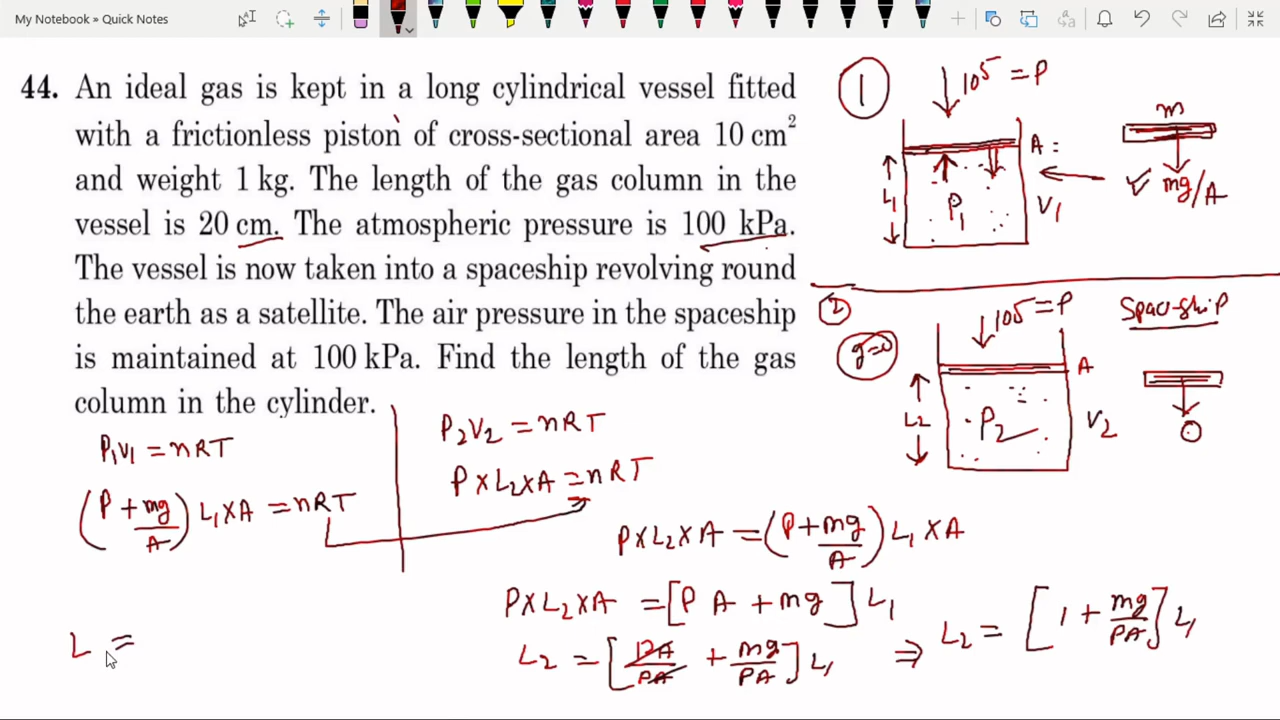 My Notebook » Quick Notes
44. An ideal gas is kept in a long cylindrical vessel fitted
with a frictionless piston of cross-sectional area 10 cm²
and weight 1 kg. The length of the gas column in the
vessel is 20 cm. The atmospheric pressure is 100 kPa.
The vessel is now taken into a spaceship revolving round
the earth as a satellite. The air pressure in the spaceship
is maintained at 100 kPa. Find the length of the gas
column in the cylinder.
1
10⁵ = P
A :
L₁
P₁
V₁
m
mg/A
2
Spaceship
g=0
10⁵ = P
A
L₂
P₂
V₂
0
P₁V₁ = nRT
(P + mg/A) L₁×A = nRT
P₂V₂ = nRT
P×L₂×A = nRT
P×L₂×A = (P + mg/A) L₁ × A
P×L₂×A = [P A + mg] L₁
L₂ = [PA/PA + mg/PA] L₁ ⇒ L₂ = [1 + mg/PA] L₁
L =